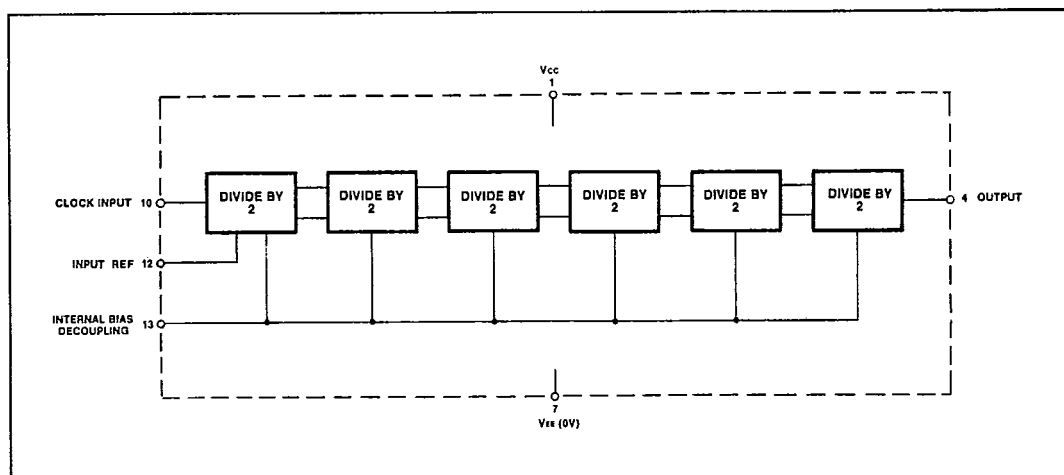 Vcc
1
DIVIDE BY
2
DIVIDE BY
2
DIVIDE BY
2
DIVIDE BY
2
DIVIDE BY
2
DIVIDE BY
2
CLOCK INPUT 10
4 OUTPUT
INPUT REF 12
INTERNAL BIAS
DECOUPLING 13
7
VEE (0V)